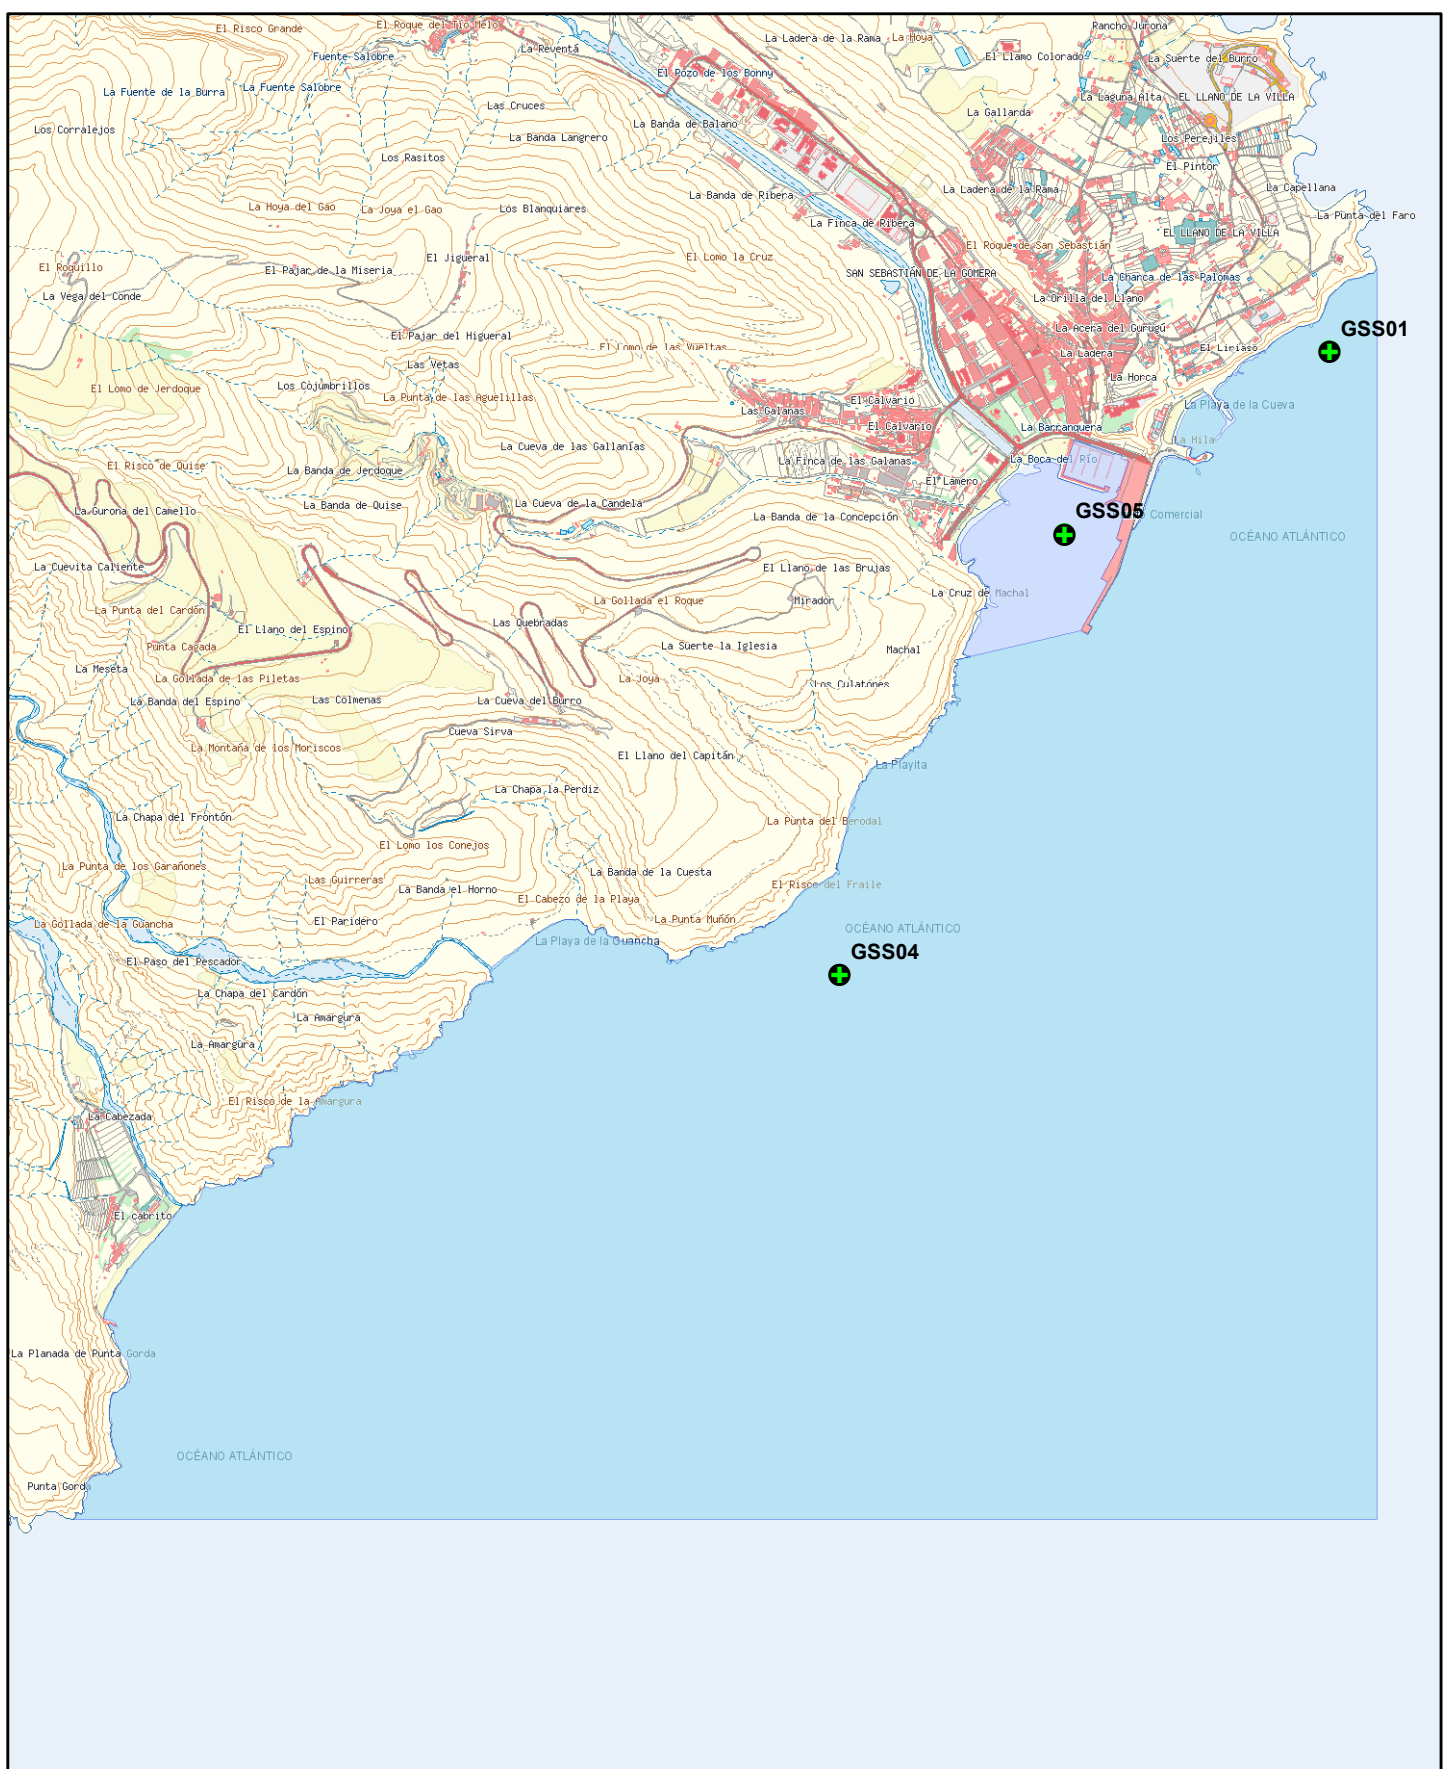 El Risco Grande
El Roque del Tío Melo
La Reventá
La Ladera de la Rama
La Hoya
Rancho Jurona
Fuente Salobre
El Llamo Colorado
La Suerte del Burro
El Pozo de los Bonny
La Fuente de la Burra
La Fuente Salobre
La Laguna Alta
EL LLANO DE LA VILLA
Las Cruces
La Gallarda
Los Corralejos
La Banda Langrero
La Banda de Balano
Los Perejiles
Los Rasitos
El Pintor
La Ladera de la Rama
La Capellana
La Banda de Ribera
La Hoya del Gao
La Joya el Gao
Los Blanquiares
La Punta del Faro
La Finca de Ribera
EL LLANO DE LA VILLA
El Roque de San Sebastián
El Jigueral
El Lomo la Cruz
El Roquillo
El Pajar de la Miseria
SAN SEBASTIÁN DE LA GOMERA
La Charca de las Palomas
La Vega del Conde
La Orilla del Llano
GSS01
La Acera del Gurugú
El Pajar del Higueral
El Lomo de las Vueltas
El Liriaso
La Ladera
Las Vetas
La Horca
Los Cojumbrillos
El Lomo de Jerdoque
La Punta de las Aguelillas
El Calvario
La Playa de la Cueva
Las Galanas
El Calvario
La Barranquera
La Hila
La Cueva de las Gallanías
La Finca de las Galanas
La Boca del Río
El Risco de Quise
La Banda de Jerdoque
El Lamero
La Gurona del Camello
La Banda de Quise
La Cueva de la Candela
La Banda de la Concepción
GSS05
Comercial
OCÉANO ATLÁNTICO
La Cuevita Caliente
El Llano de las Brujas
La Cruz de Machal
La Punta del Cardón
La Gollada el Roque
Mirador
El Llano del Espino
Las Quebradas
Punta Cagada
La Suerte la Iglesia
Machal
La Meseta
La Gollada de las Piletas
La Joya
Los Culatones
La Banda del Espino
Las Colmenas
La Cueva del Burro
Cueva Sirva
La Montaña de los Moriscos
El Llano del Capitán
La Playita
La Chapa la Perdiz
La Chapa del Frontón
La Punta del Berodal
El Lomo los Conejos
La Punta de los Garañones
La Banda de la Cuesta
Las Guirreras
El Risco del Fraile
La Banda el Horno
El Cabezo de la Playa
La Gollada de la Guancha
El Paridero
La Punta Muñón
OCÉANO ATLÁNTICO
La Playa de la Guancha
GSS04
El Paso del Pescador
La Chapa del Cardón
La Amargura
La Amargura
El Risco de la Amargura
La Cabezada
El cabrito
La Planada de Punta Gorda
OCÉANO ATLÁNTICO
Punta Gorda